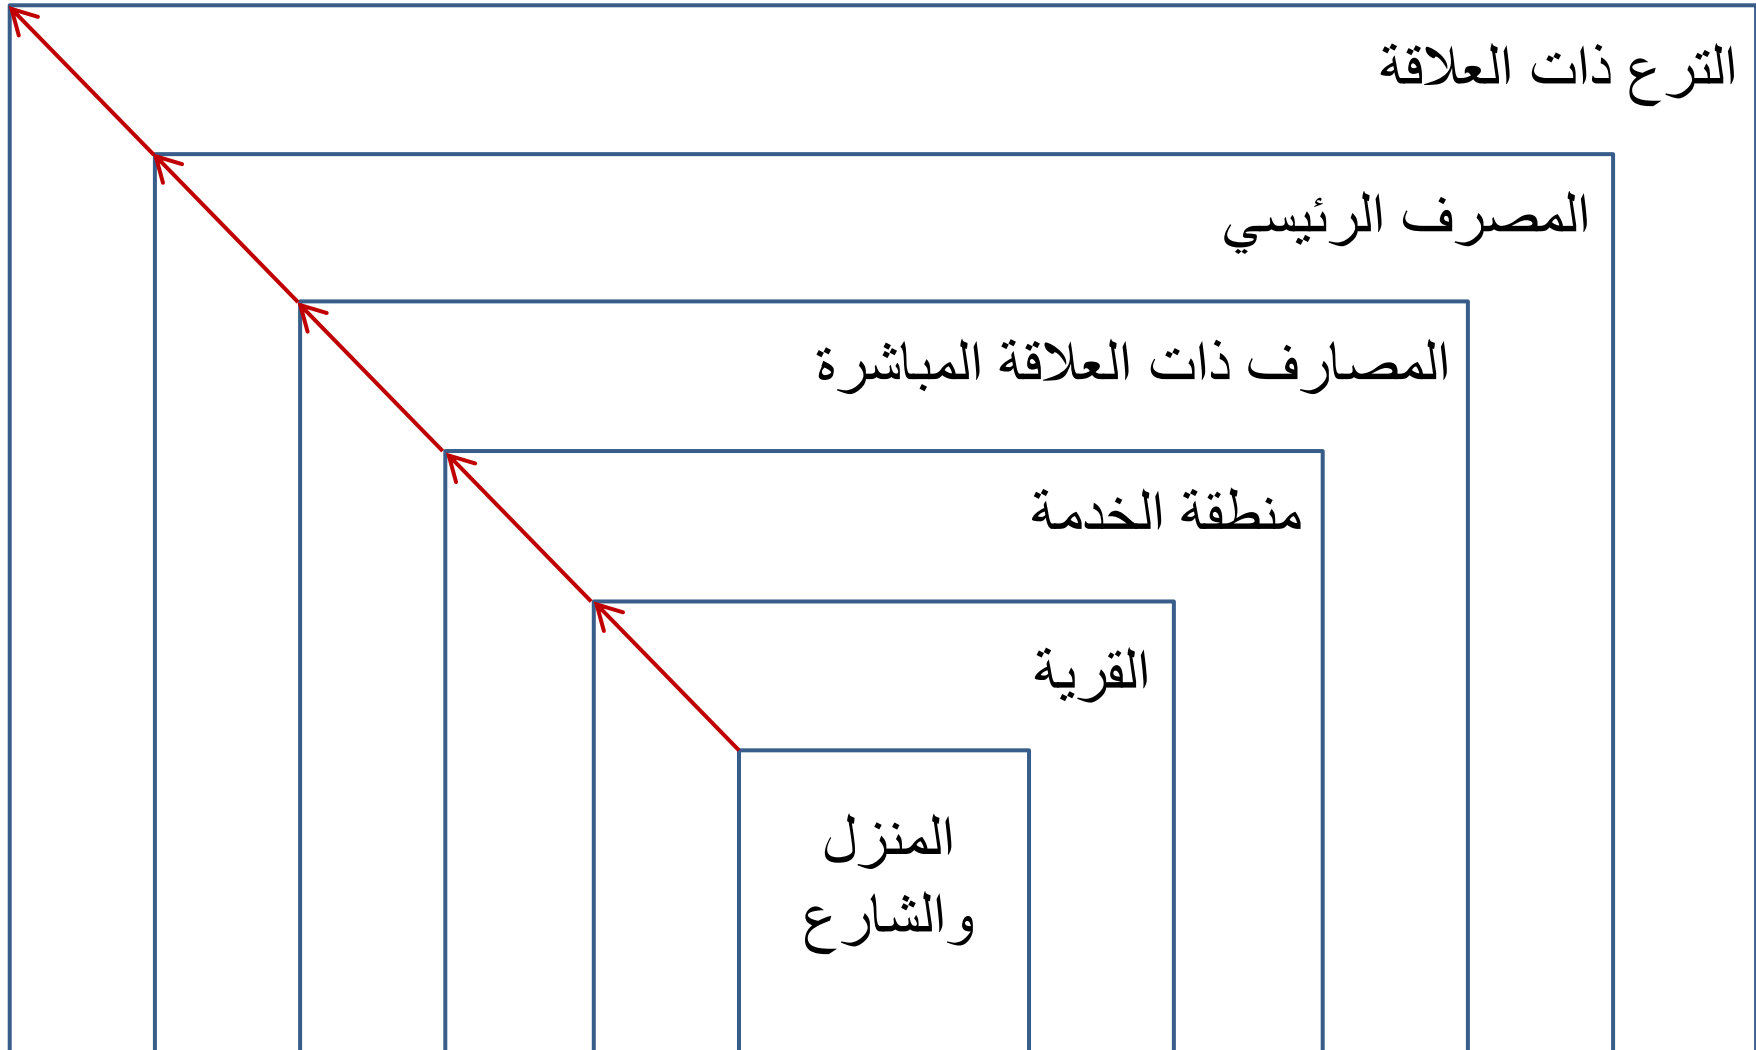 الترع ذات العلاقة
المصرف الرئيسي
المصارف ذات العلاقة المباشرة
منطقة الخدمة
القرية
المنزل
والشارع